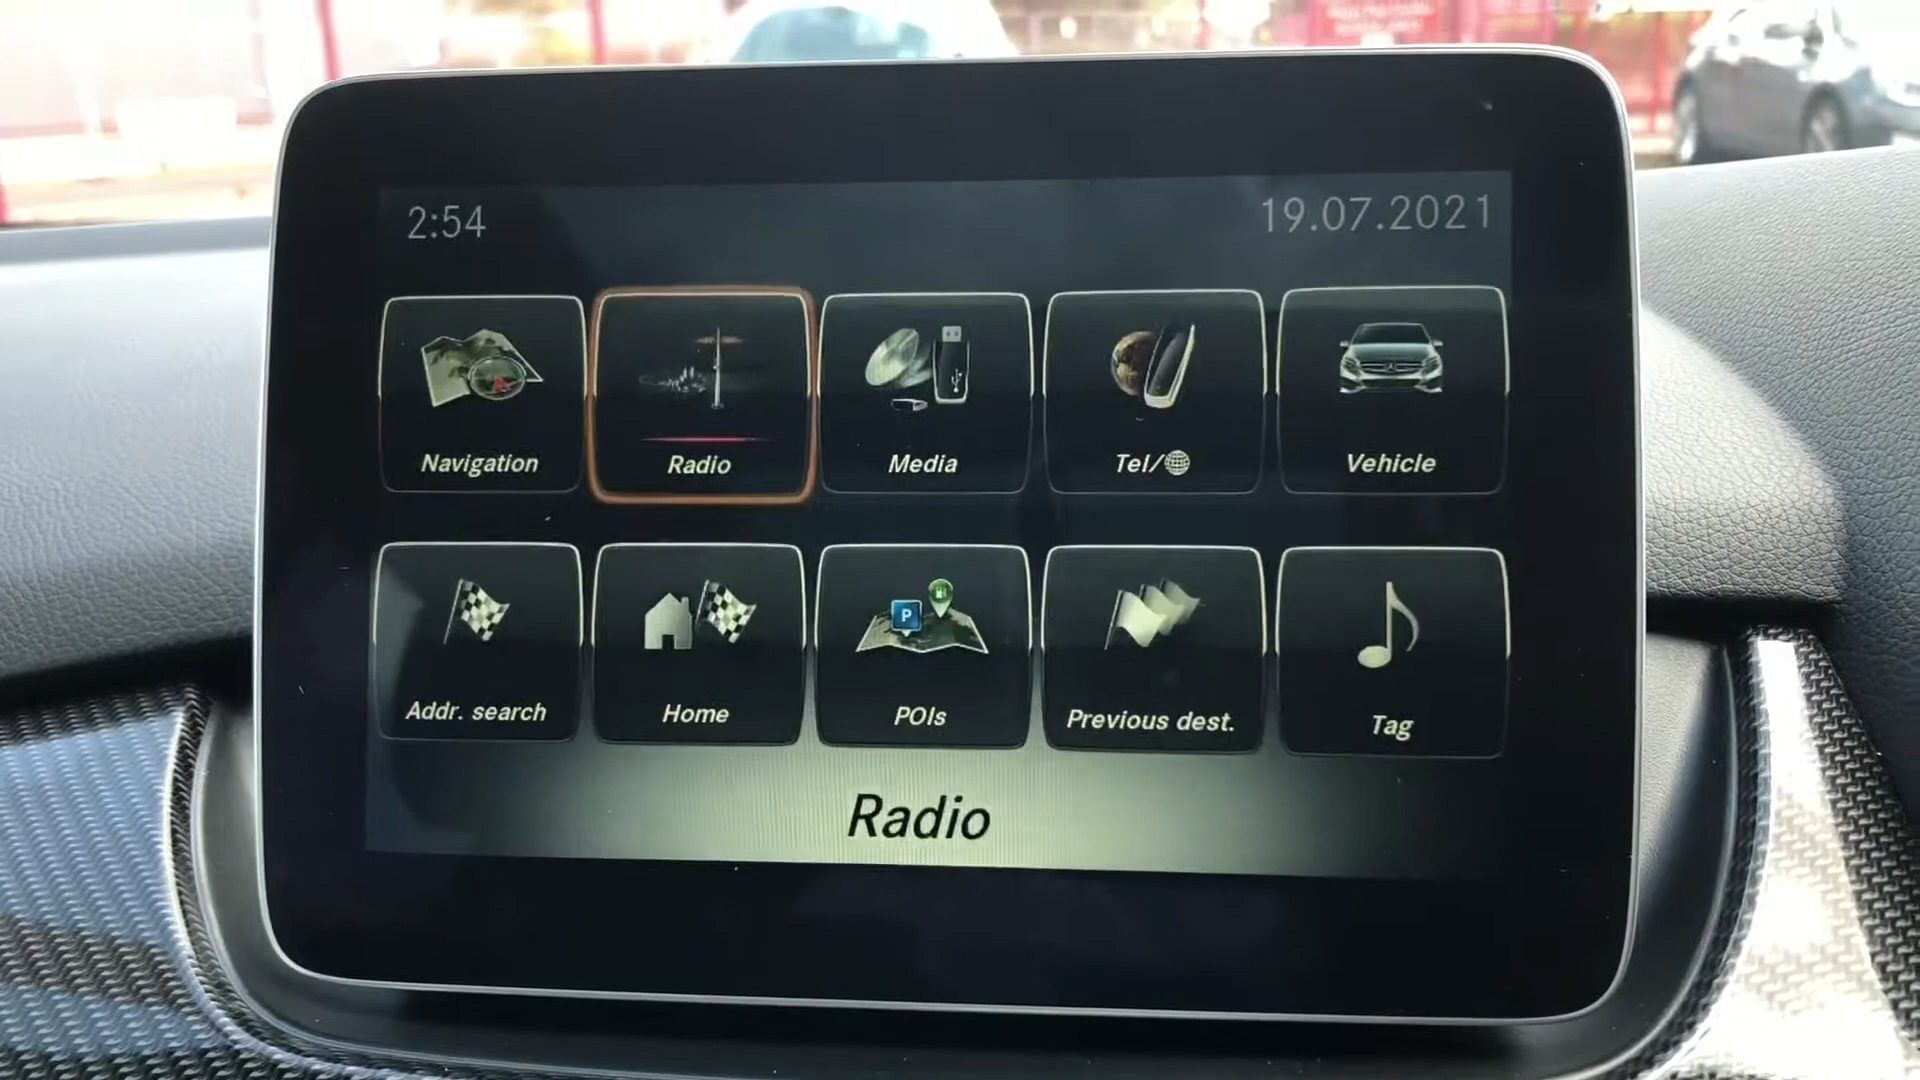 2:54
19.07.2021
Navigation
Radio
Media
Tel/
Vehicle
Addr. search
Home
P
POIs
Previous dest.
Tag
Radio